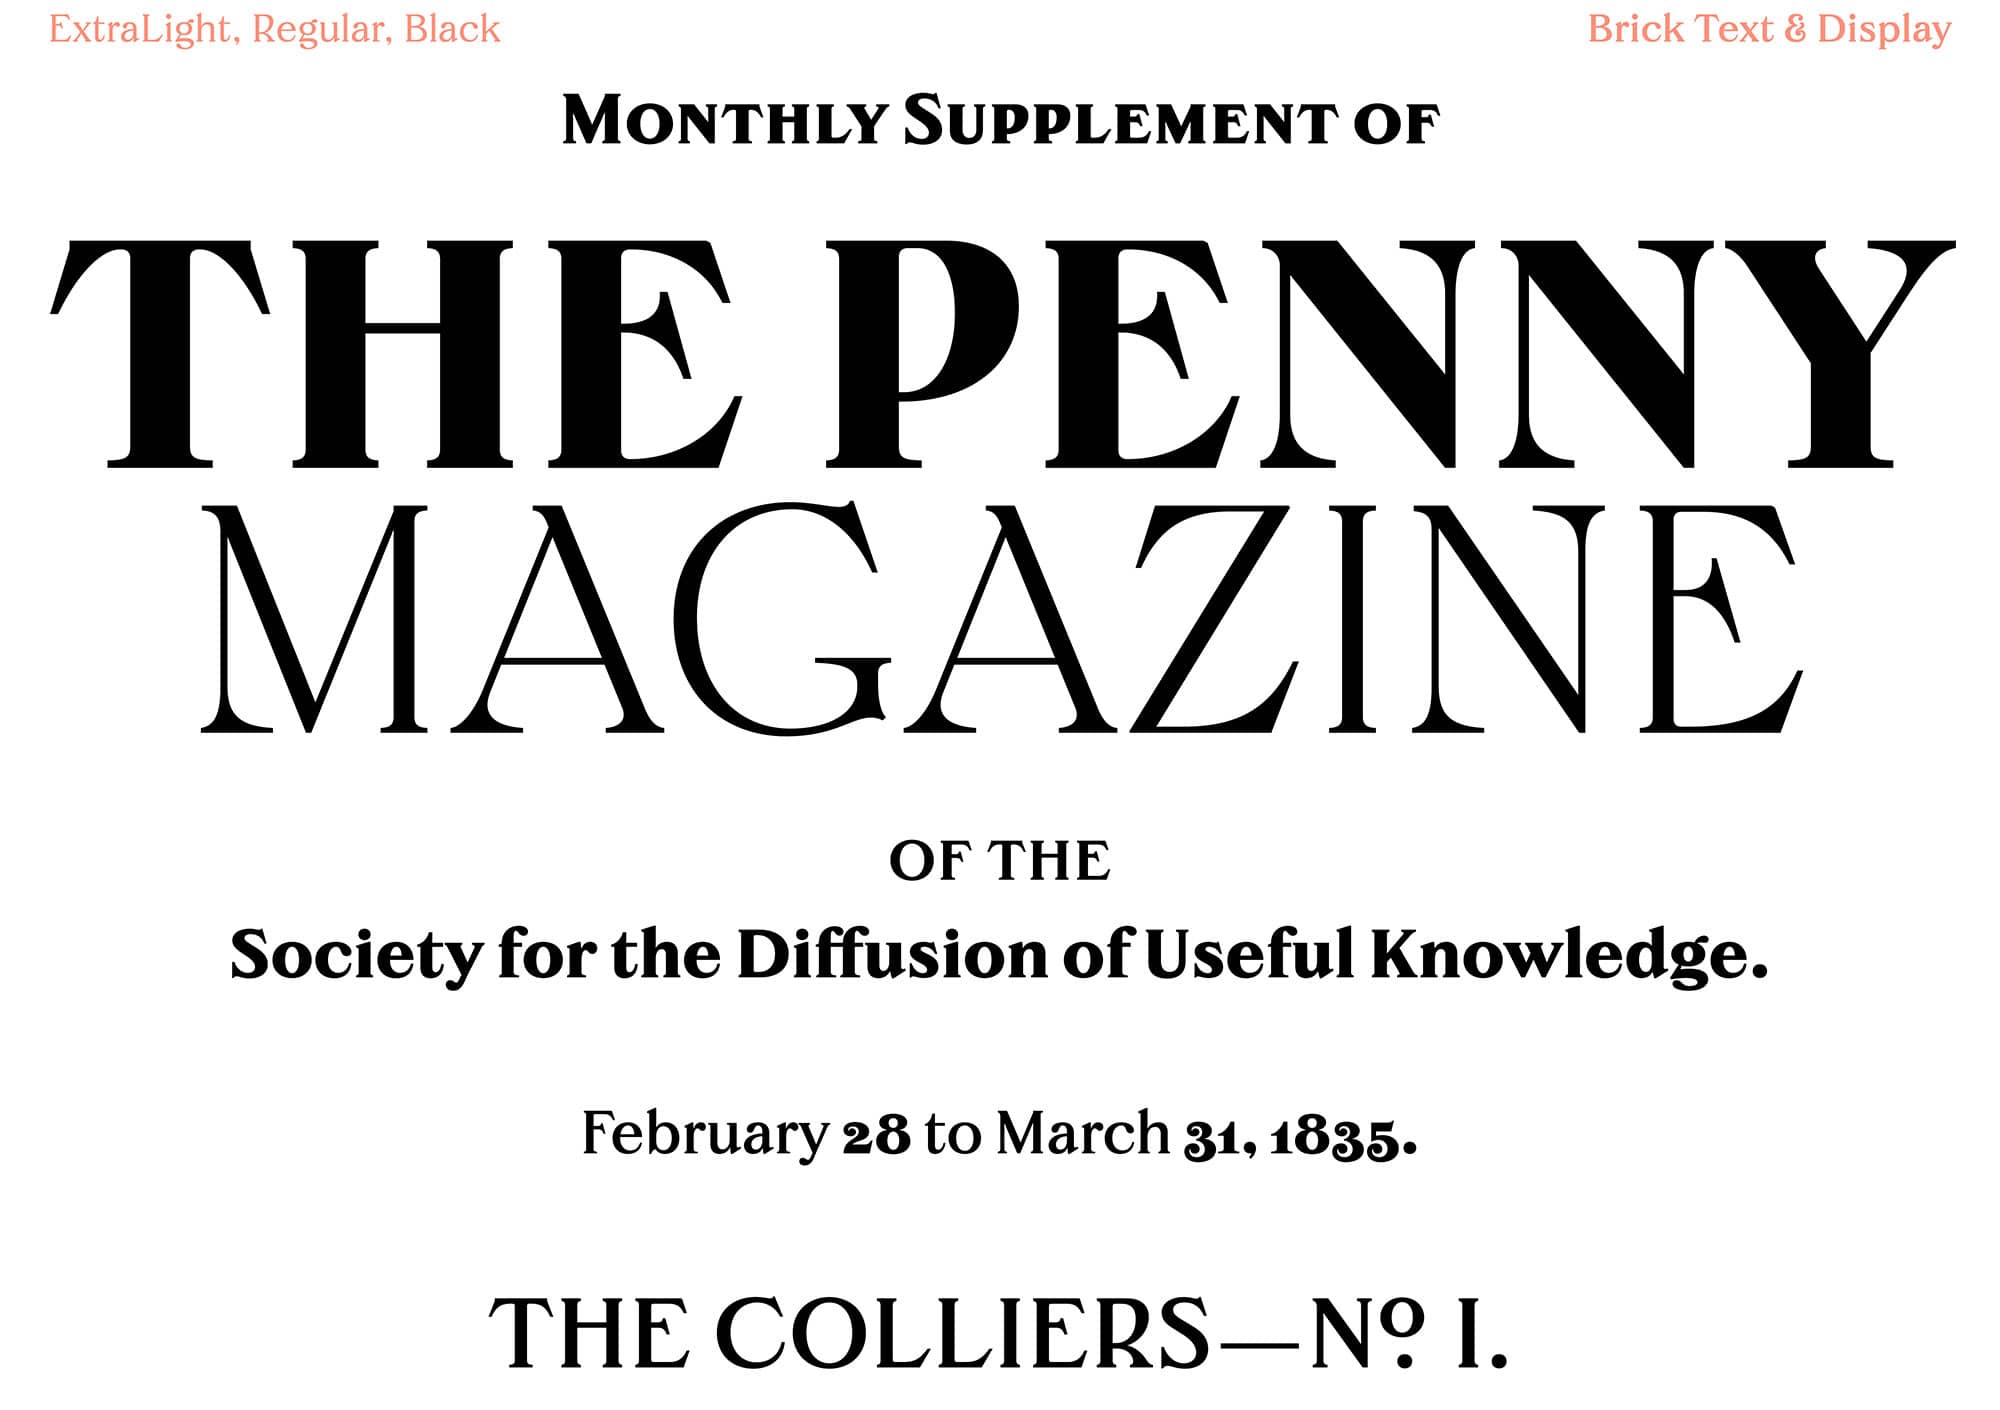 ExtraLight, Regular, Black
Brick Text & Display
Monthly Supplement of
THE PENNY
MAGAZINE
OF THE
Society for the Diffusion of Useful Knowledge.
February 28 to March 31, 1835.
THE COLLIERS—Nº I.